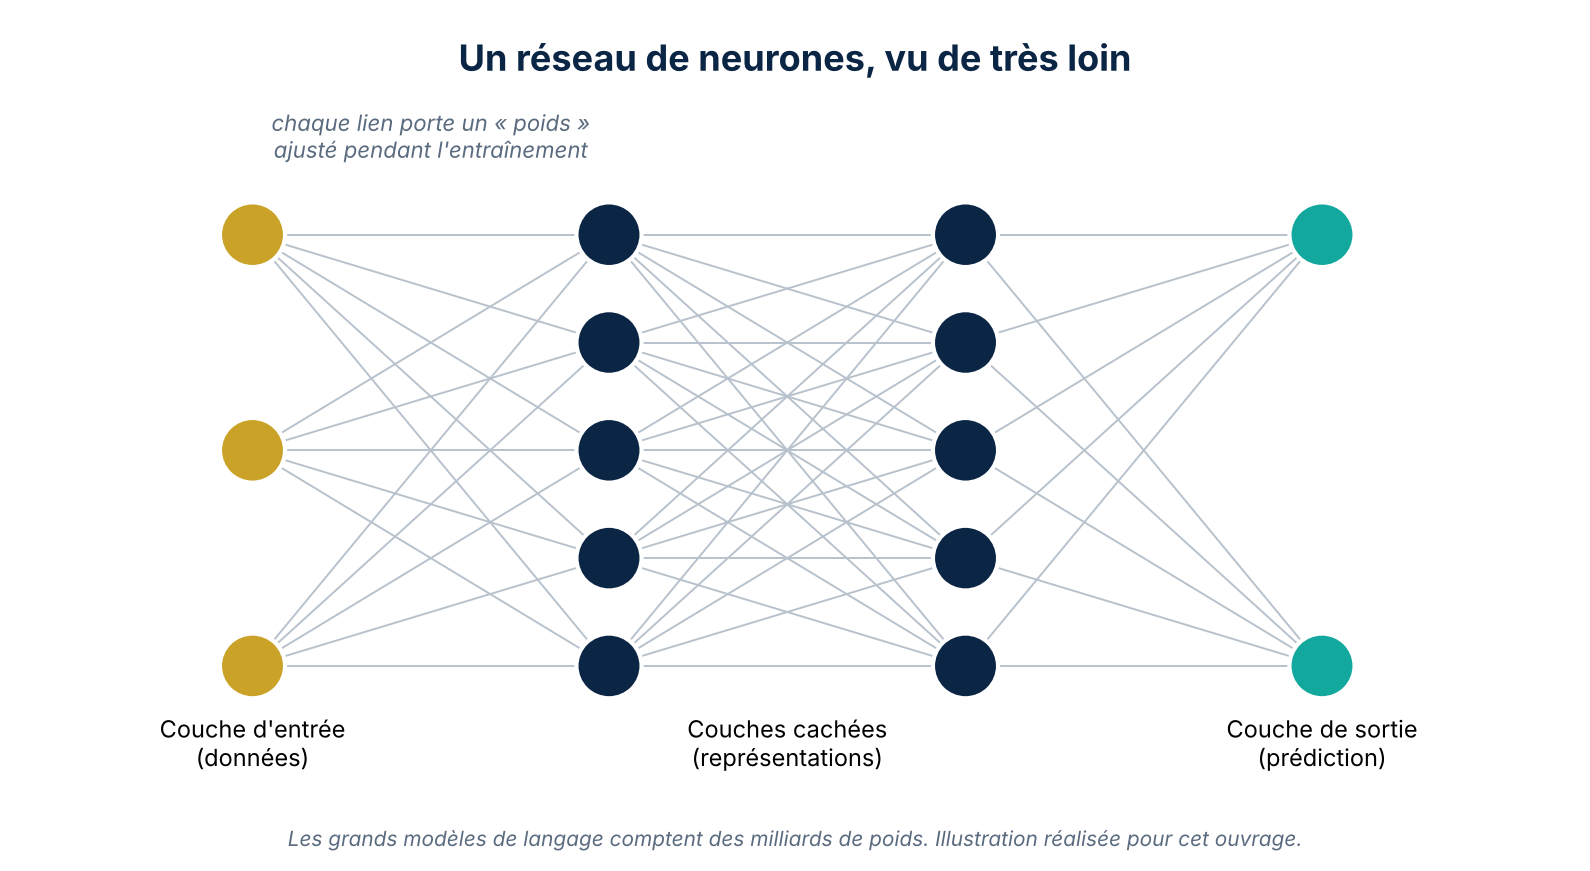 Un réseau de neurones, vu de très loin
chaque lien porte un « poids »
ajusté pendant l'entraînement
Couche d'entrée
(données)
Couches cachées
(représentations)
Couche de sortie
(prédiction)
Les grands modèles de langage comptent des milliards de poids. Illustration réalisée pour cet ouvrage.